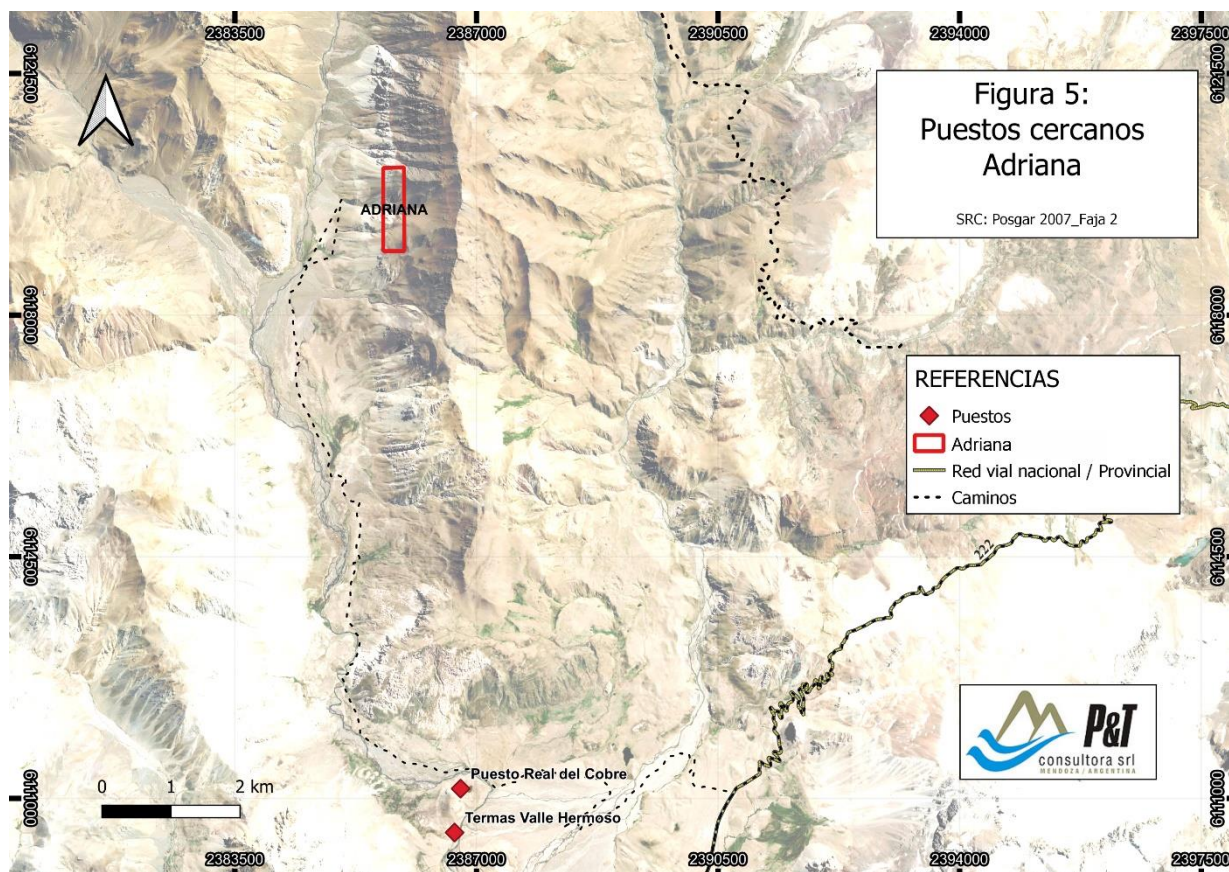 2383500
2387000
2390500
2394000
2397500
6121500
6121500
Figura 5:
Puestos cercanos
Adriana
SRC: Posgar 2007_Faja 2
ADRIANA
6118000
6118000
REFERENCIAS
Puestos
Adriana
Red vial nacional / Provincial
Caminos
6114500
6114500
222
P&T
consultora srl
MENDOZA / ARGENTINA
Puesto Real del Cobre
0 1 2 km
6111000
6111000
Termas Valle Hermoso
2383500
2387000
2390500
2394000
2397500